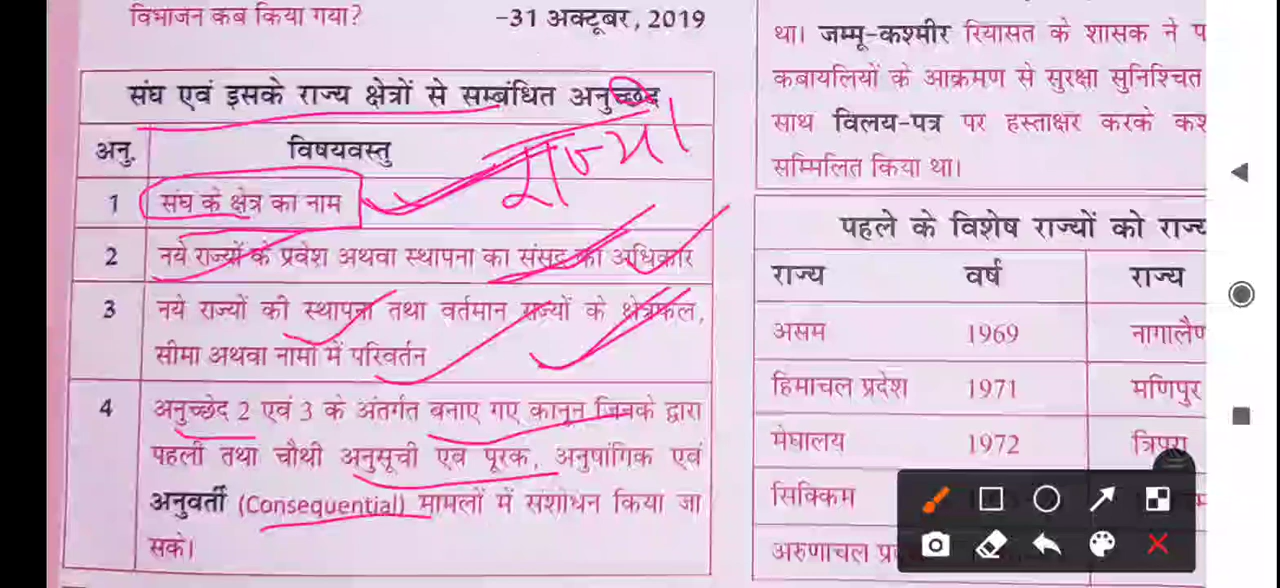 विभाजन कब किया गया? -31 अक्टूबर, 2019
संघ एवं इसके राज्य क्षेत्रों से सम्बंधित अनुच्छेद
अनु. विषयवस्तु
राज्यो
1 संघ के क्षेत्र का नाम
2 नये राज्यों के प्रवेश अथवा स्थापना का संसद का अधिकार
3 नये राज्यों की स्थापना तथा वर्तमान राज्यों के क्षेत्रफल,
सीमा अथवा नामों में परिवर्तन
4 अनुच्छेद 2 एवं 3 के अंतर्गत बनाए गए कानून जिनके द्वारा
पहली तथा चौथी अनुसूची एवं पूरक, अनुषांगिक एवं
अनुवर्ती (Consequential) मामलों में संशोधन किया जा
सके।
था। जम्मू-कश्मीर रियासत के शासक ने
कबायलियों के आक्रमण से सुरक्षा सुनिश्चित
साथ विलय-पत्र पर हस्ताक्षर करके
सम्मिलित किया था।
पहले के विशेष राज्यों को
राज्य वर्ष राज्य
असम 1969
हिमाचल प्रदेश 1971 मणिपुर
मेघालय 1972 त्रिपुरा
सिक्किम
अरुणाचल